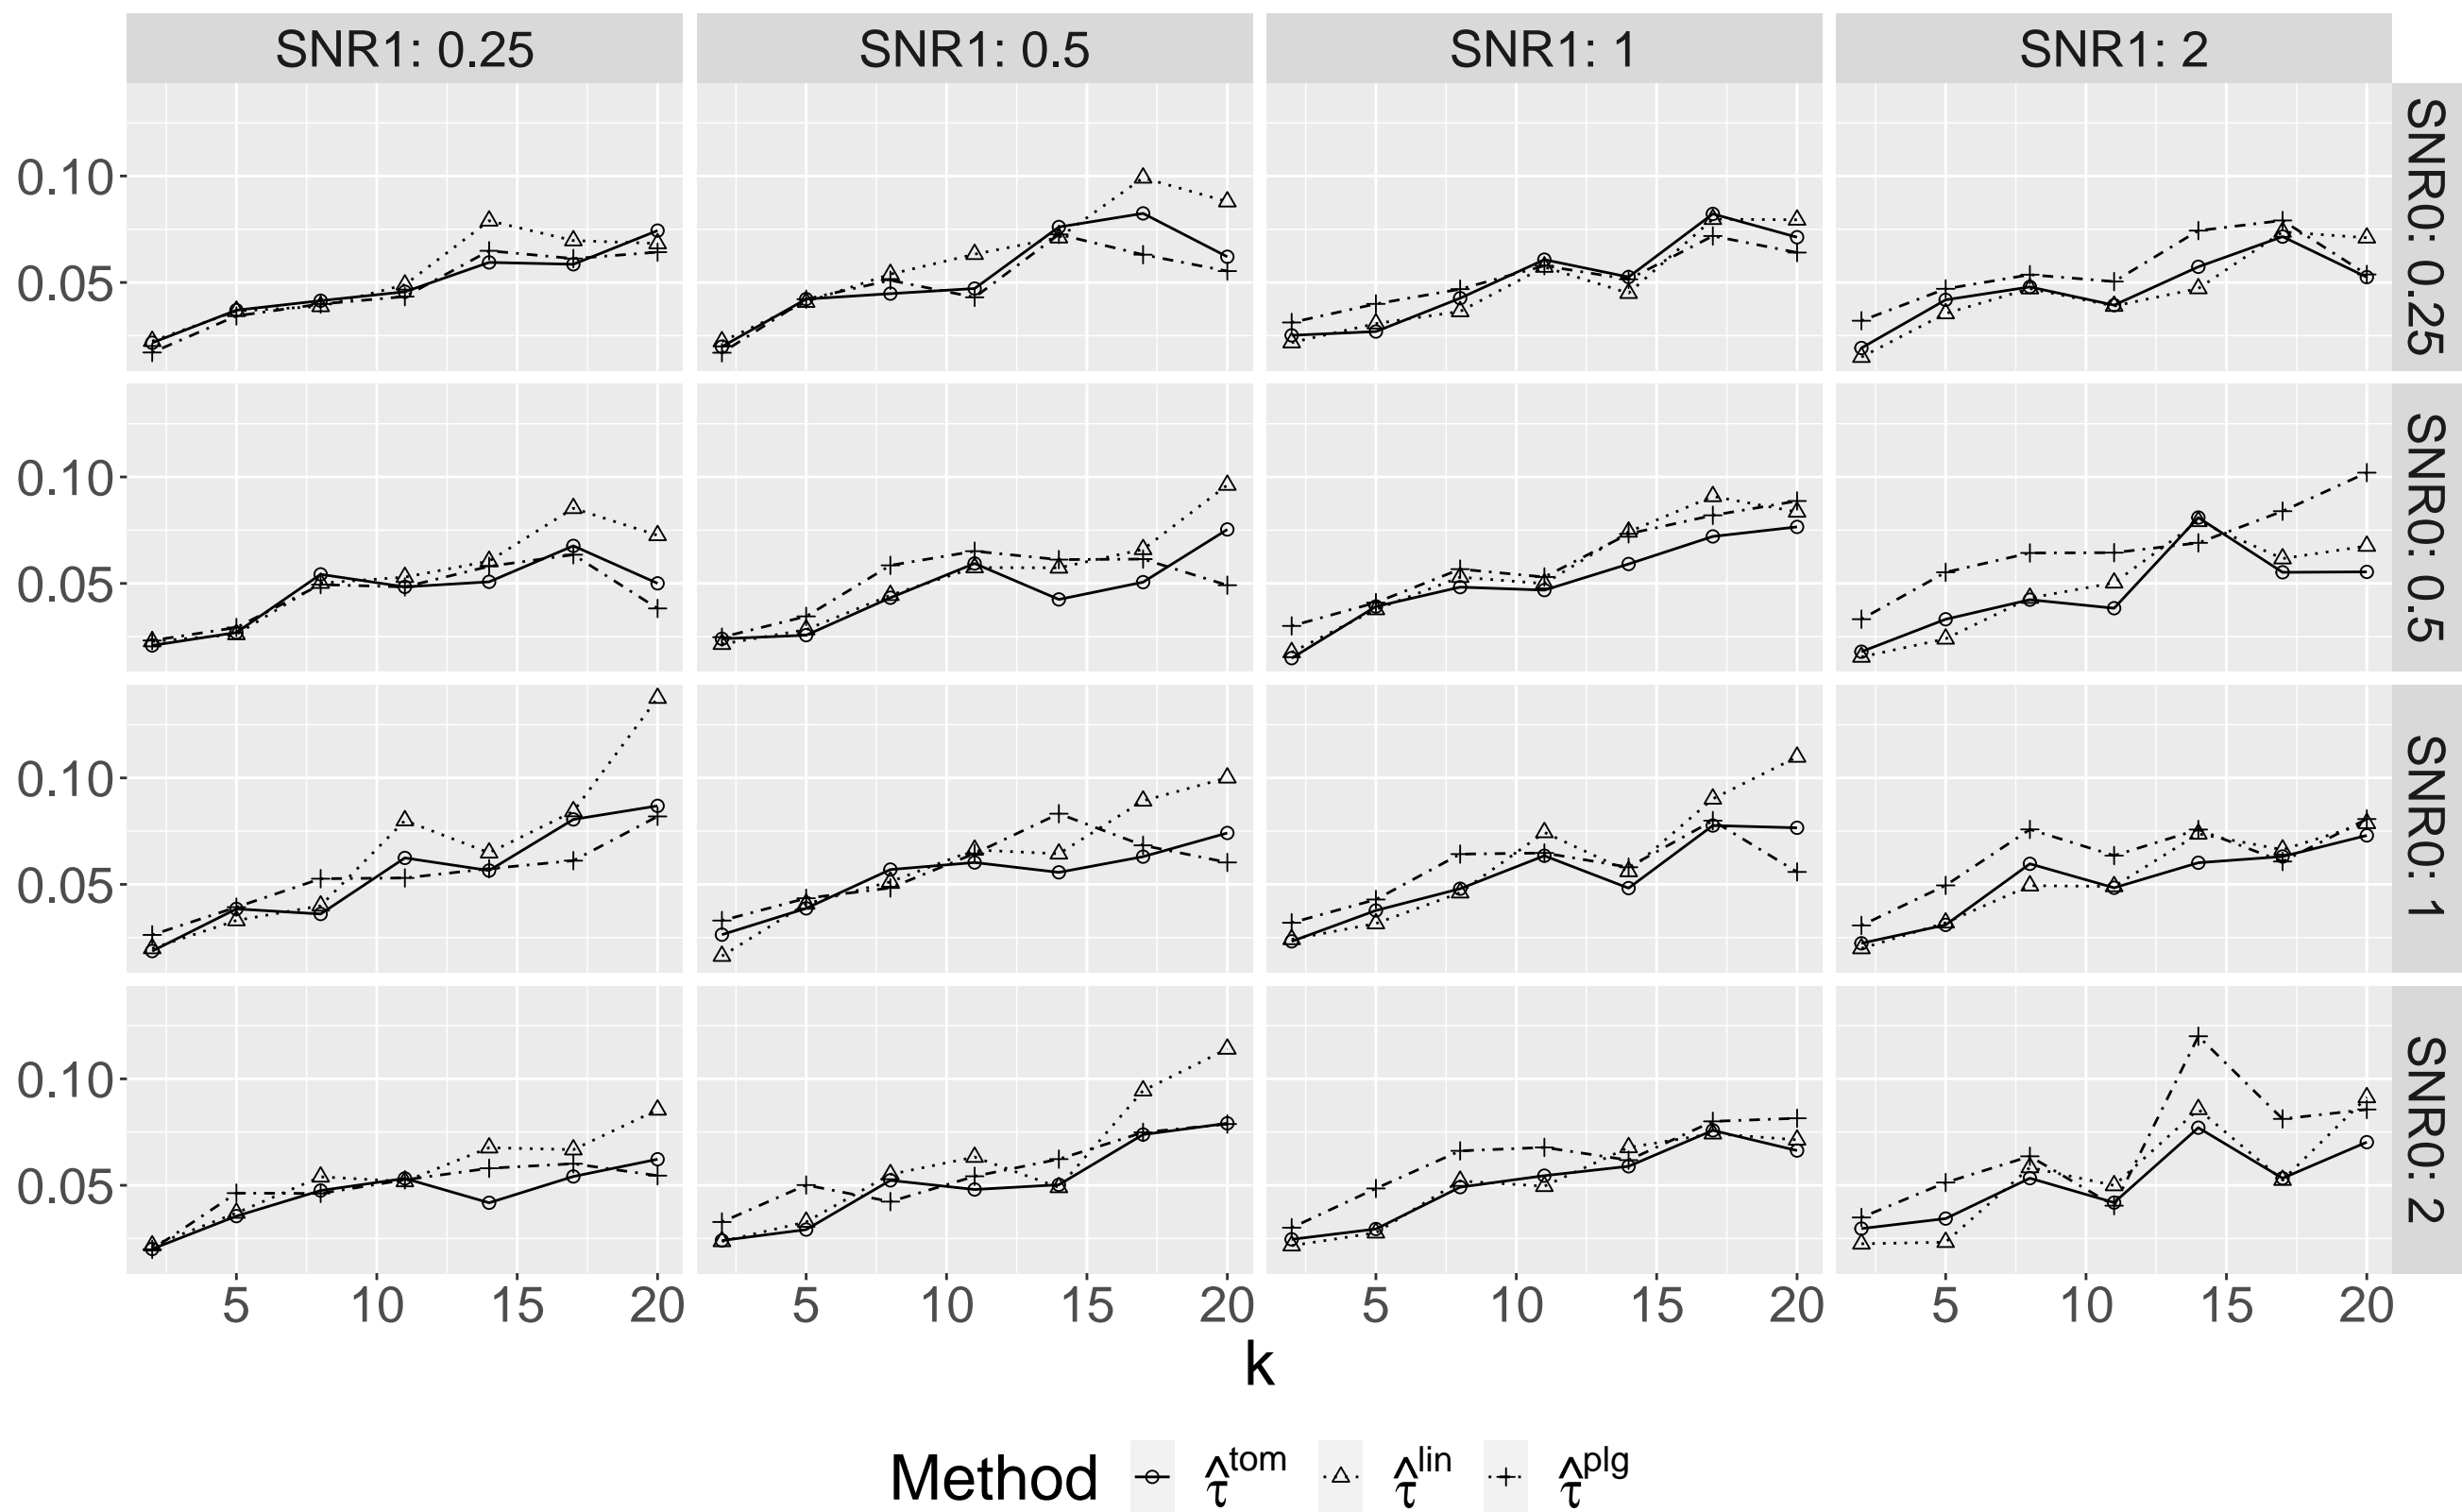 SNR1: 0.25 SNR1: 0.5 SNR1: 1 SNR1: 2
0.10
0.05
SNR0: 0.25
0.10
0.05
SNR0: 0.5
0.10
0.05
SNR0: 1
0.10
0.05
SNR0: 2
5 10 15 20 5 10 15 20 5 10 15 20 5 10 15 20
k
Method τ̂^tom τ̂^lin τ̂^plg